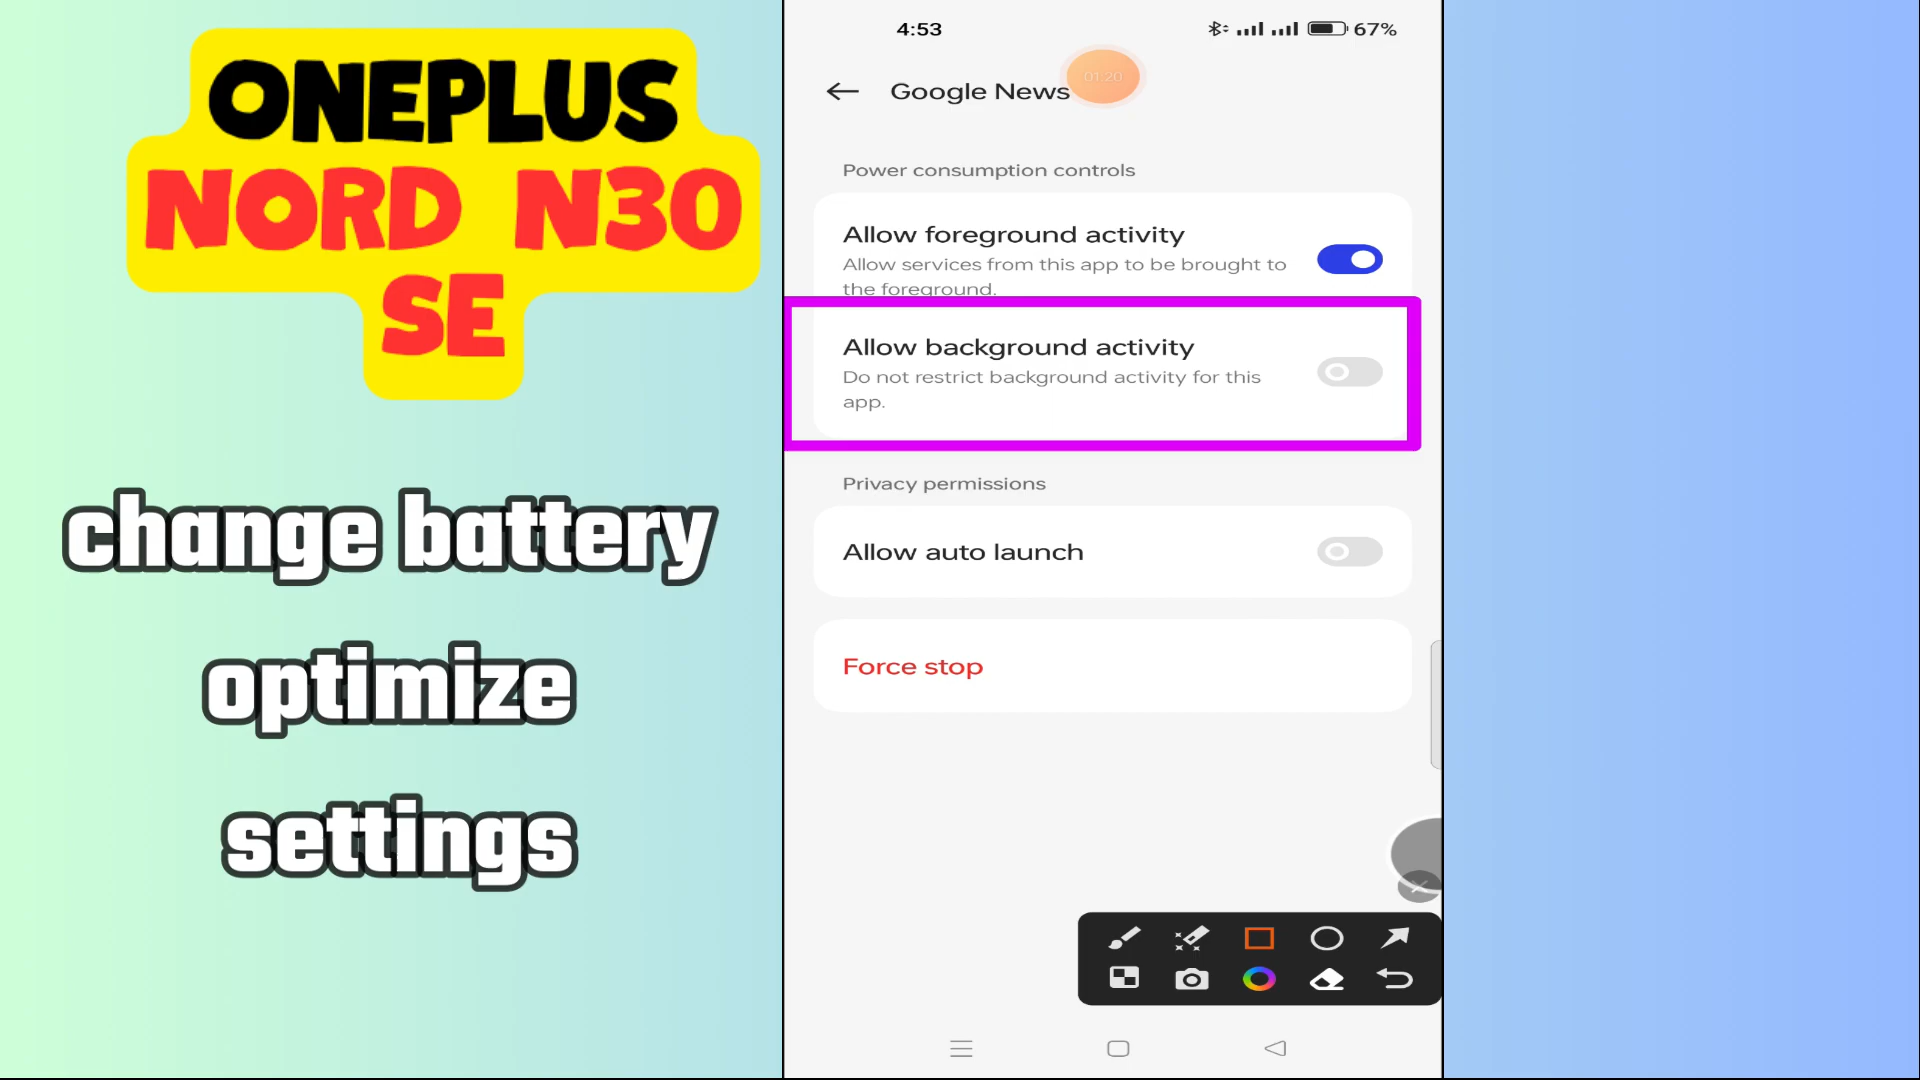 ONEPLUS
NORD N30
SE
change battery
optimize
settings
4:53
67%
Google News
01:20
Power consumption controls
Allow foreground activity
Allow services from this app to be brought to
the foreground.
Allow background activity
Do not restrict background activity for this
app.
Privacy permissions
Allow auto launch
Force stop